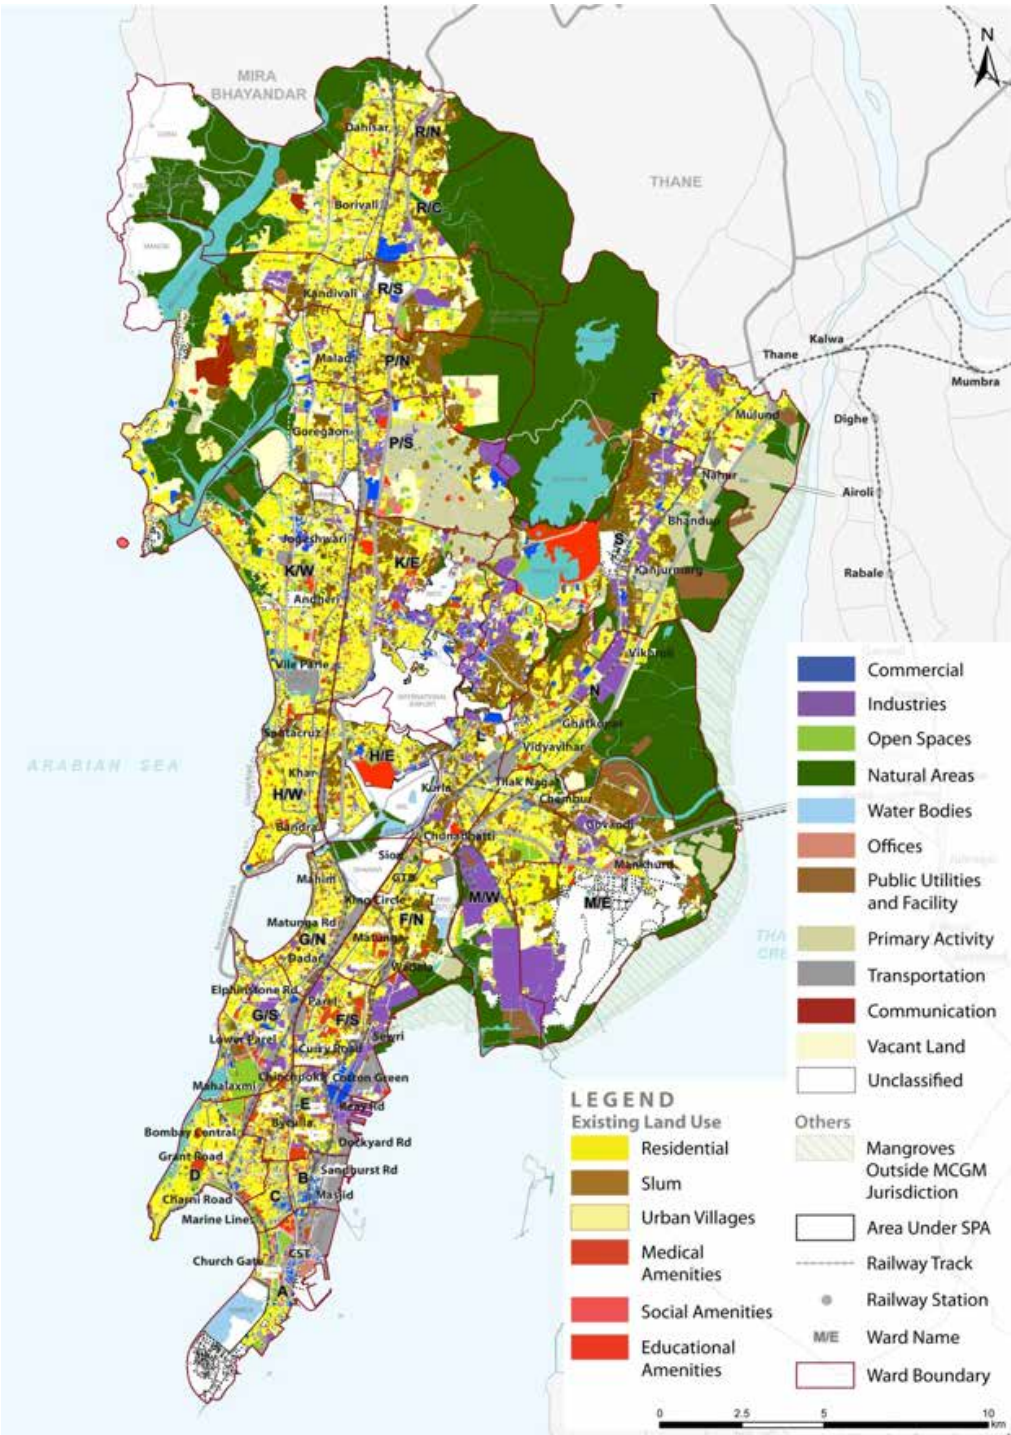 N
MIRA
BHAYANDAR
THANE
Dahisar
R/N
Borivali
R/C
Kandivali
R/S
Malad
P/N
Goregaon
P/S
T
Mulund
Thane
Kalwa
Mumbra
Dighe
Airoli
Rabale
Nahur
Bhandup
S
Kanjurmarg
Jogeshwari
K/W
K/E
Andheri
Vile Parle
INTERNATIONAL
AIRPORT
Vikhroli
N
Ghatkopar
L
Vidyavihar
Santacruz
H/E
Khar
H/W
Kurla
Tilak Nagar
Chembur
Govandi
Bandra
Chunabhatti
Mankhurd
ARABIAN SEA
Sion
GTB
Mahim
King Circle
M/W
M/E
F/N
Matunga Rd
G/N
Matunga
Dadar
Wadala
Elphinstone Rd
Parel
G/S
F/S
Lower Parel
Curry Road
Sewri
Chinchpokli
Cotton Green
Mahalaxmi
E
Reay Rd
Byculla
Bombay Central
Dockyard Rd
Grant Road
Sandhurst Rd
D
B
C
Masjid
Charni Road
Marine Lines
CST
Church Gate
A
Commercial
Industries
Open Spaces
Natural Areas
Water Bodies
Offices
Public Utilities
and Facility
Primary Activity
Transportation
Communication
Vacant Land
Unclassified
LEGEND
Existing Land Use
Residential
Slum
Urban Villages
Medical
Amenities
Social Amenities
Educational
Amenities
Others
Mangroves
Outside MCGM
Jurisdiction
Area Under SPA
Railway Track
Railway Station
M/E
Ward Name
Ward Boundary
0
2.5
5
10
km